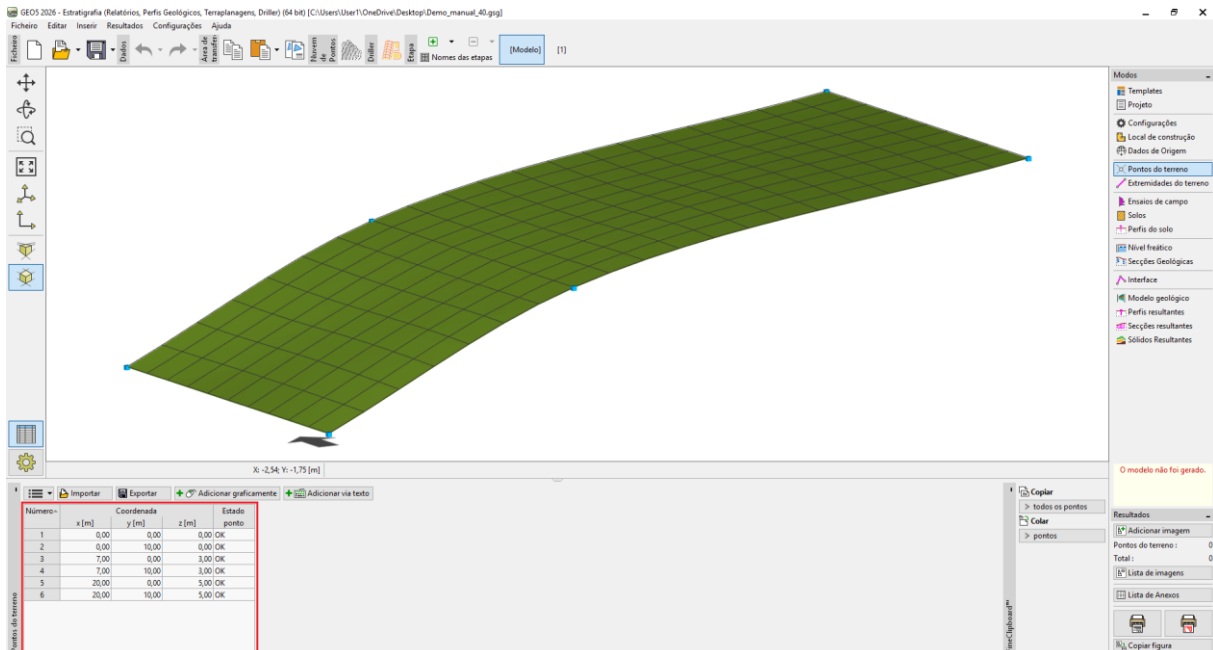 GEO5 2026 - Estratigrafia (Relatórios, Perfis Geológicos, Terraplanagens, Driller) (64 bit) [C:\Users\User1\OneDrive\Desktop\Demo_manual_40.gsg]
Ficheiro Editar Inserir Resultados Configurações Ajuda
Ficheiro
Dados
Área de transfer
Nuvem de Pontos
Driller
Etapa
Nomes das etapas
[Modelo]
[1]
Modos
Templates
Projeto
Configurações
Local de construção
Dados de Origem
Pontos do terreno
Extremidades do terreno
Ensaios de campo
Solos
Perfis do solo
Nível freático
Secções Geológicas
Interface
Modelo geológico
Perfis resultantes
Secções resultantes
Sólidos Resultantes
X: -2,54; Y: -1,75 [m]
O modelo não foi gerado.
Importar Exportar Adicionar graficamente Adicionar via texto
Número Coordenada Estado
x [m] y [m] z [m] ponto
1 0,00 0,00 0,00 OK
2 0,00 10,00 0,00 OK
3 7,00 0,00 3,00 OK
4 7,00 10,00 3,00 OK
5 20,00 0,00 5,00 OK
6 20,00 10,00 5,00 OK
Pontos do terreno
Copiar
> todos os pontos
Colar
> pontos
Resultados
Adicionar imagem
Pontos do terreno : 0
Total : 0
Lista de imagens
Lista de Anexos
Copiar figura